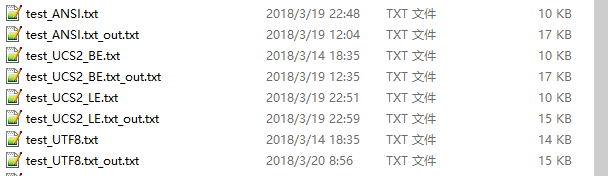 test_ANSI.txt 2018/3/19 22:48 TXT 文件 10 KB
test_ANSI.txt_out.txt 2018/3/19 12:04 TXT 文件 17 KB
test_UCS2_BE.txt 2018/3/14 18:35 TXT 文件 10 KB
test_UCS2_BE.txt_out.txt 2018/3/19 12:35 TXT 文件 17 KB
test_UCS2_LE.txt 2018/3/19 22:51 TXT 文件 10 KB
test_UCS2_LE.txt_out.txt 2018/3/19 22:59 TXT 文件 15 KB
test_UTF8.txt 2018/3/14 18:35 TXT 文件 14 KB
test_UTF8.txt_out.txt 2018/3/20 8:56 TXT 文件 15 KB